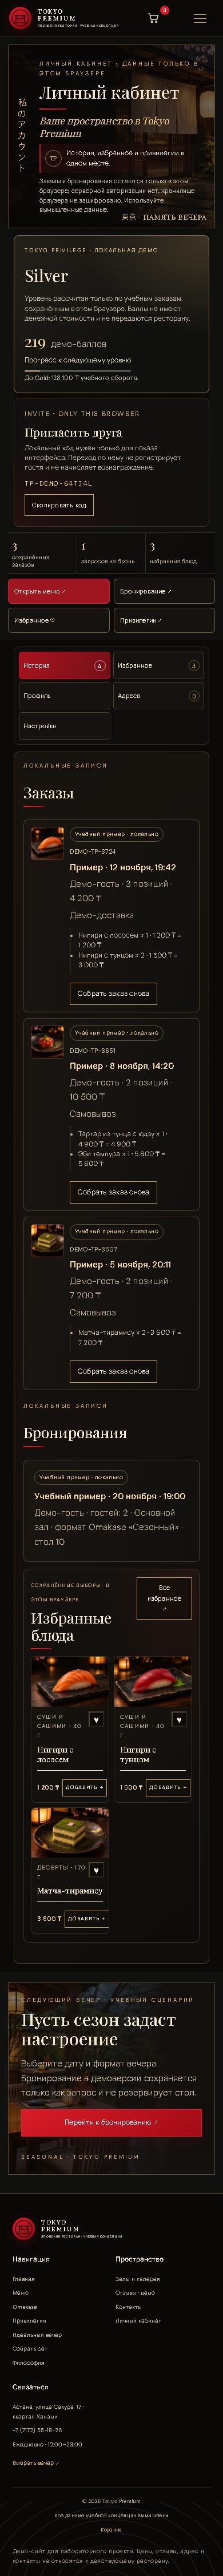 TOKYO
PREMIUM
ЯПОНСКИЙ РЕСТОРАН · УЧЕБНАЯ КОНЦЕПЦИЯ
0
ЛИЧНЫЙ КАБИНЕТ · ДАННЫЕ ТОЛЬКО В
ЭТОМ БРАУЗЕРЕ
私のアカウント
Личный кабинет
Ваше пространство в Tokyo
Premium
TP
История, избранное и привилегии в
одном месте.
Заказы и бронирования остаются только в этом
браузере; серверной авторизации нет, хранилище
браузера не зашифровано. Используйте
вымышленные данные.
東京 · ПАМЯТЬ ВЕЧЕРА
TOKYO PRIVILEGE · ЛОКАЛЬНАЯ ДЕМО
Silver
Уровень рассчитан только по учебным заказам,
сохранённым в этом браузере. Баллы не имеют
денежной стоимости и не передаются ресторану.
219 демо-баллов
Прогресс к следующему уровню
До Gold: 128 100 ₸ учебного оборота.
INVITE · ONLY THIS BROWSER
Пригласить друга
Локальный код нужен только для показа
интерфейса. Переход по нему не регистрирует
гостя и не начисляет вознаграждение.
TP-DEMO-64TJ4L
Скопировать код
3
сохранённых
заказов
1
запросов на бронь
3
избранных блюд
Открыть меню ↗
Бронирование ↗
Избранное ♡
Привилегии ↗
История 4
Избранное 3
Профиль
Адреса 0
Настройки
ЛОКАЛЬНЫЕ ЗАПИСИ
Заказы
Учебный пример · локально
DEMO-TP-8724
Пример · 12 ноября, 19:42
Демо-гость · 3 позиций ·
4 200 ₸
Демо-доставка
Нигири с лососем × 1 · 1 200 ₸ =
1 200 ₸
Нигири с тунцом × 2 · 1 500 ₸ =
3 000 ₸
Собрать заказ снова
Учебный пример · локально
DEMO-TP-8651
Пример · 8 ноября, 14:20
Демо-гость · 2 позиций ·
10 500 ₸
Самовывоз
Тартар из тунца с юдзу × 1 ·
4 900 ₸ = 4 900 ₸
Эби темпура × 1 · 5 600 ₸ =
5 600 ₸
Собрать заказ снова
Учебный пример · локально
DEMO-TP-8607
Пример · 5 ноября, 20:11
Демо-гость · 2 позиций ·
7 200 ₸
Самовывоз
Матча-тирамису × 2 · 3 600 ₸ =
7 200 ₸
Собрать заказ снова
ЛОКАЛЬНЫЕ ЗАПИСИ
Бронирования
Учебный пример · локально
Пример · 20 ноября · 19:00
Демо-гость · гостей: 2 · Основной
зал · формат Omakase «Сезонный» ·
стол 10
СОХРАНЁННЫЕ ВЫБОРЫ · В
ЭТОМ БРАУЗЕРЕ
Избранные
блюда
Все
избранное
↗
СУШИ И
САШИМИ · 40
Г
Нигири с
лососем
1 200 ₸ ДОБАВИТЬ +
СУШИ И
САШИМИ · 40
Г
Нигири с
тунцом
1 500 ₸ ДОБАВИТЬ +
ДЕСЕРТЫ · 170
Г
Матча-тирамису
3 600 ₸ ДОБАВИТЬ +
СЛЕДУЮЩИЙ ВЕЧЕР · УЧЕБНЫЙ СЦЕНАРИЙ
Пусть сезон задаст
настроение
Выберите дату и формат вечера.
Бронирование в демоверсии сохраняется
только как запрос и не резервирует стол.
Перейти к бронированию ↗
SEASONAL · TOKYO PREMIUM
TOKYO
PREMIUM
ЯПОНСКИЙ РЕСТОРАН · УЧЕБНАЯ КОНЦЕПЦИЯ
Навигация
Главная
Меню
Omakase
Привилегии
Идеальный вечер
Собрать сет
Философия
Пространство
Залы и галерея
Отзывы · демо
Контакты
Личный кабинет
Связаться
Астана, улица Сакура, 17 ·
квартал Ханами
+7 (7172) 55-18-26
Ежедневно · 12:00–23:00
Выбрать вечер ↗
© 2026 Tokyo Premium
Все данные учебной концепции вымышлены
Корзина
Демо-сайт для лабораторного проекта. Цены, отзывы, адрес и
контакты не относятся к действующему ресторану.